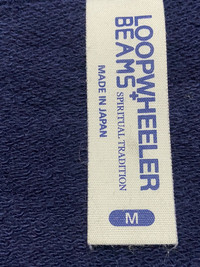 LOOPWHEELER
BEAMS+
SPIRITUAL TRADITION
MADE IN JAPAN
M